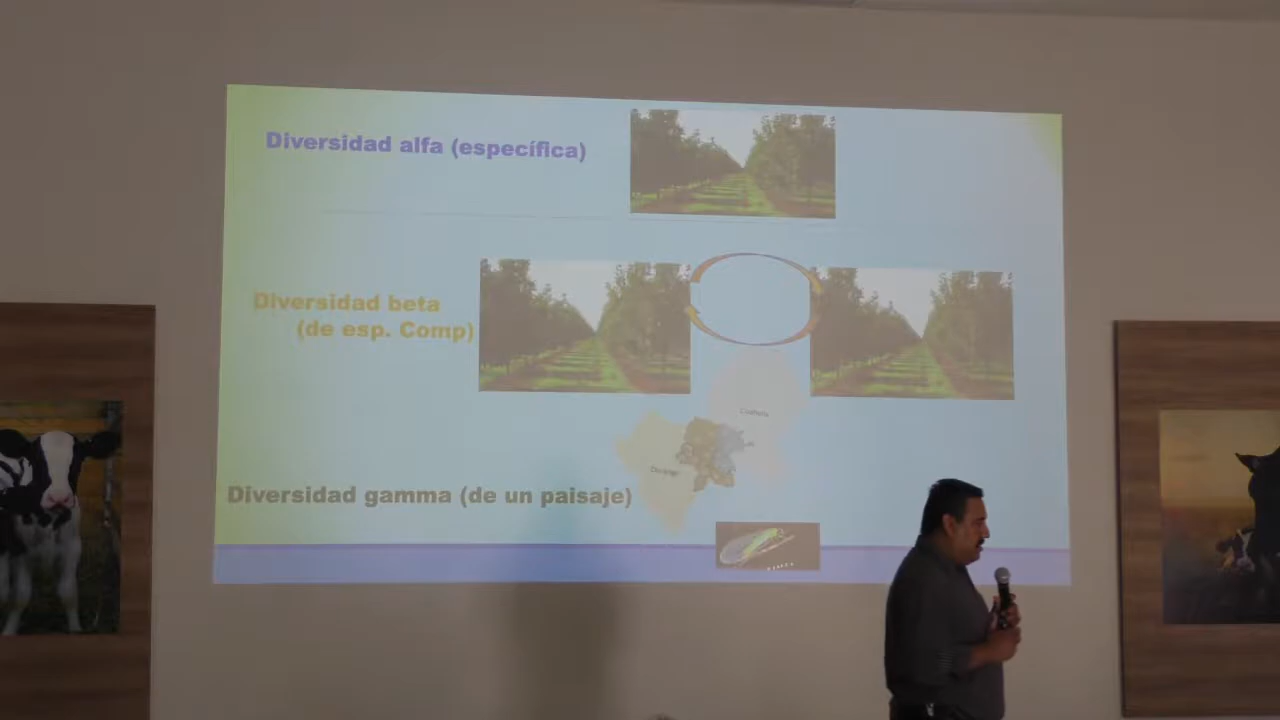 Diversidad alfa (específica)
Diversidad beta
(de esp. Comp)
Coahuila
Durango
Diversidad gamma (de un paisaje)